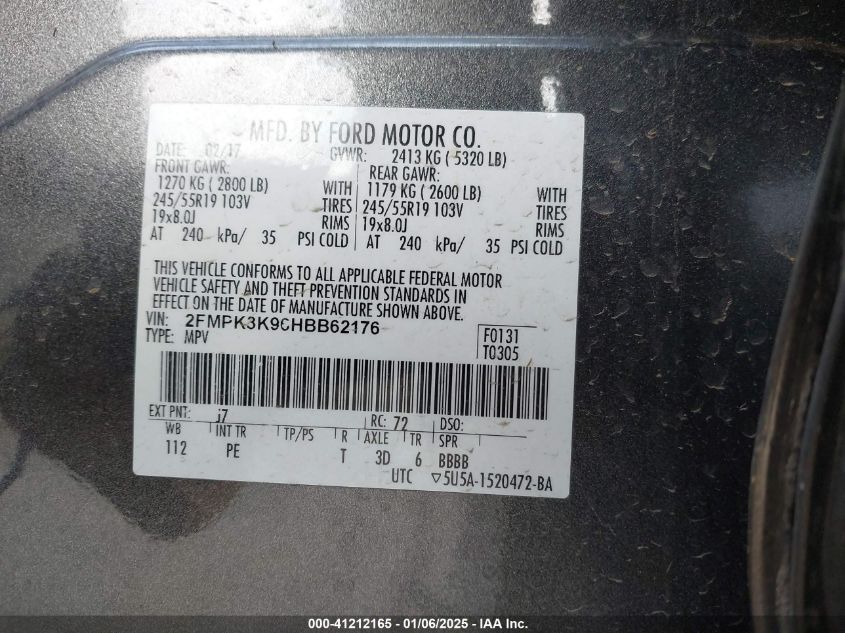 MFD. BY FORD MOTOR CO.
DATE: 02/17 GVWR: 2413 KG ( 5320 LB)
FRONT GAWR: REAR GAWR:
1270 KG ( 2800 LB) WITH 1179 KG ( 2600 LB) WITH
245/55R19 103V TIRES 245/55R19 103V TIRES
19x8.0J RIMS 19x8.0J RIMS
AT 240 kPa/ 35 PSI COLD AT 240 kPa/ 35 PSI COLD
THIS VEHICLE CONFORMS TO ALL APPLICABLE FEDERAL MOTOR
VEHICLE SAFETY AND THEFT PREVENTION STANDARDS IN
EFFECT ON THE DATE OF MANUFACTURE SHOWN ABOVE.
VIN: 2FMPK3K96HBB62176
TYPE: MPV
F0131
T0305
EXT PNT: J7 RC: 72 DSO:
WB INT TR TP/PS R AXLE TR SPR
112 PE T 3D 6 BBBB
UTC ▽5U5A-1520472-BA
000-41212165 - 01/06/2025 - IAA Inc.